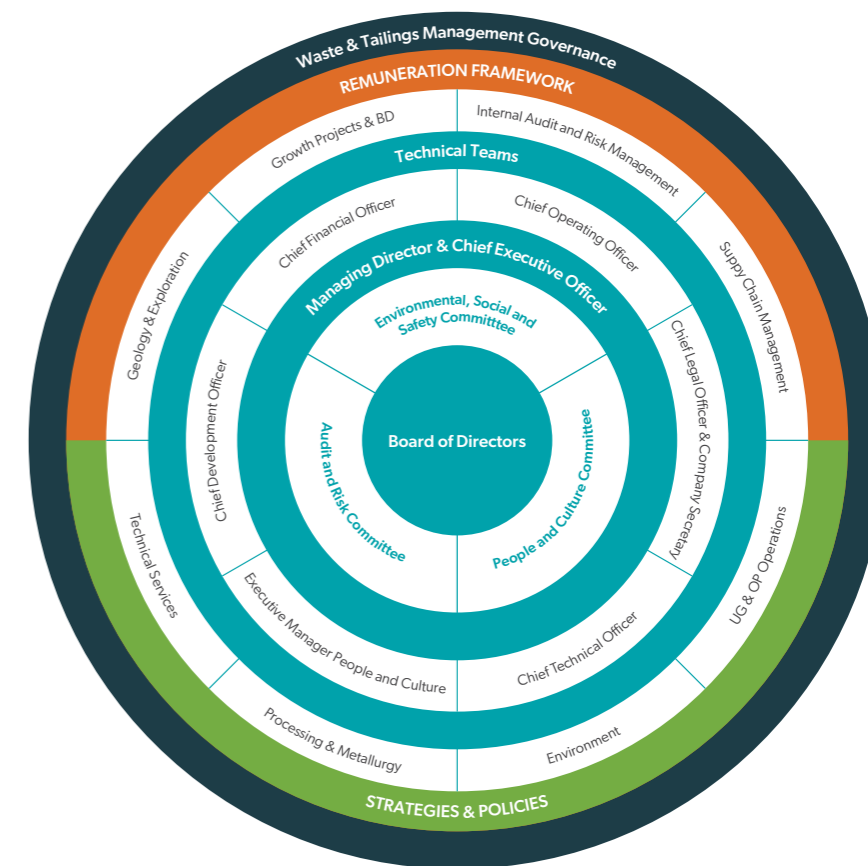 Waste & Tailings Management Governance
REMUNERATION FRAMEWORK
Growth Projects & BD
Internal Audit and Risk Management
Geology & Exploration
Suppy Chain Management
Technical Teams
Chief Financial Officer
Chief Operating Officer
Managing Director & Chief Executive Officer
Environmental, Social and
Safety Committtee
Chief Development Officer
Chief Legal Officer & Company Secretary
Audit and Risk Committee
Board of Directors
People and Culture Committee
Technical Services
UG & OP Operations
Executive Manager People and Culture
Chief Technical Officer
Processing & Metallurgy
Environment
STRATEGIES & POLICIES